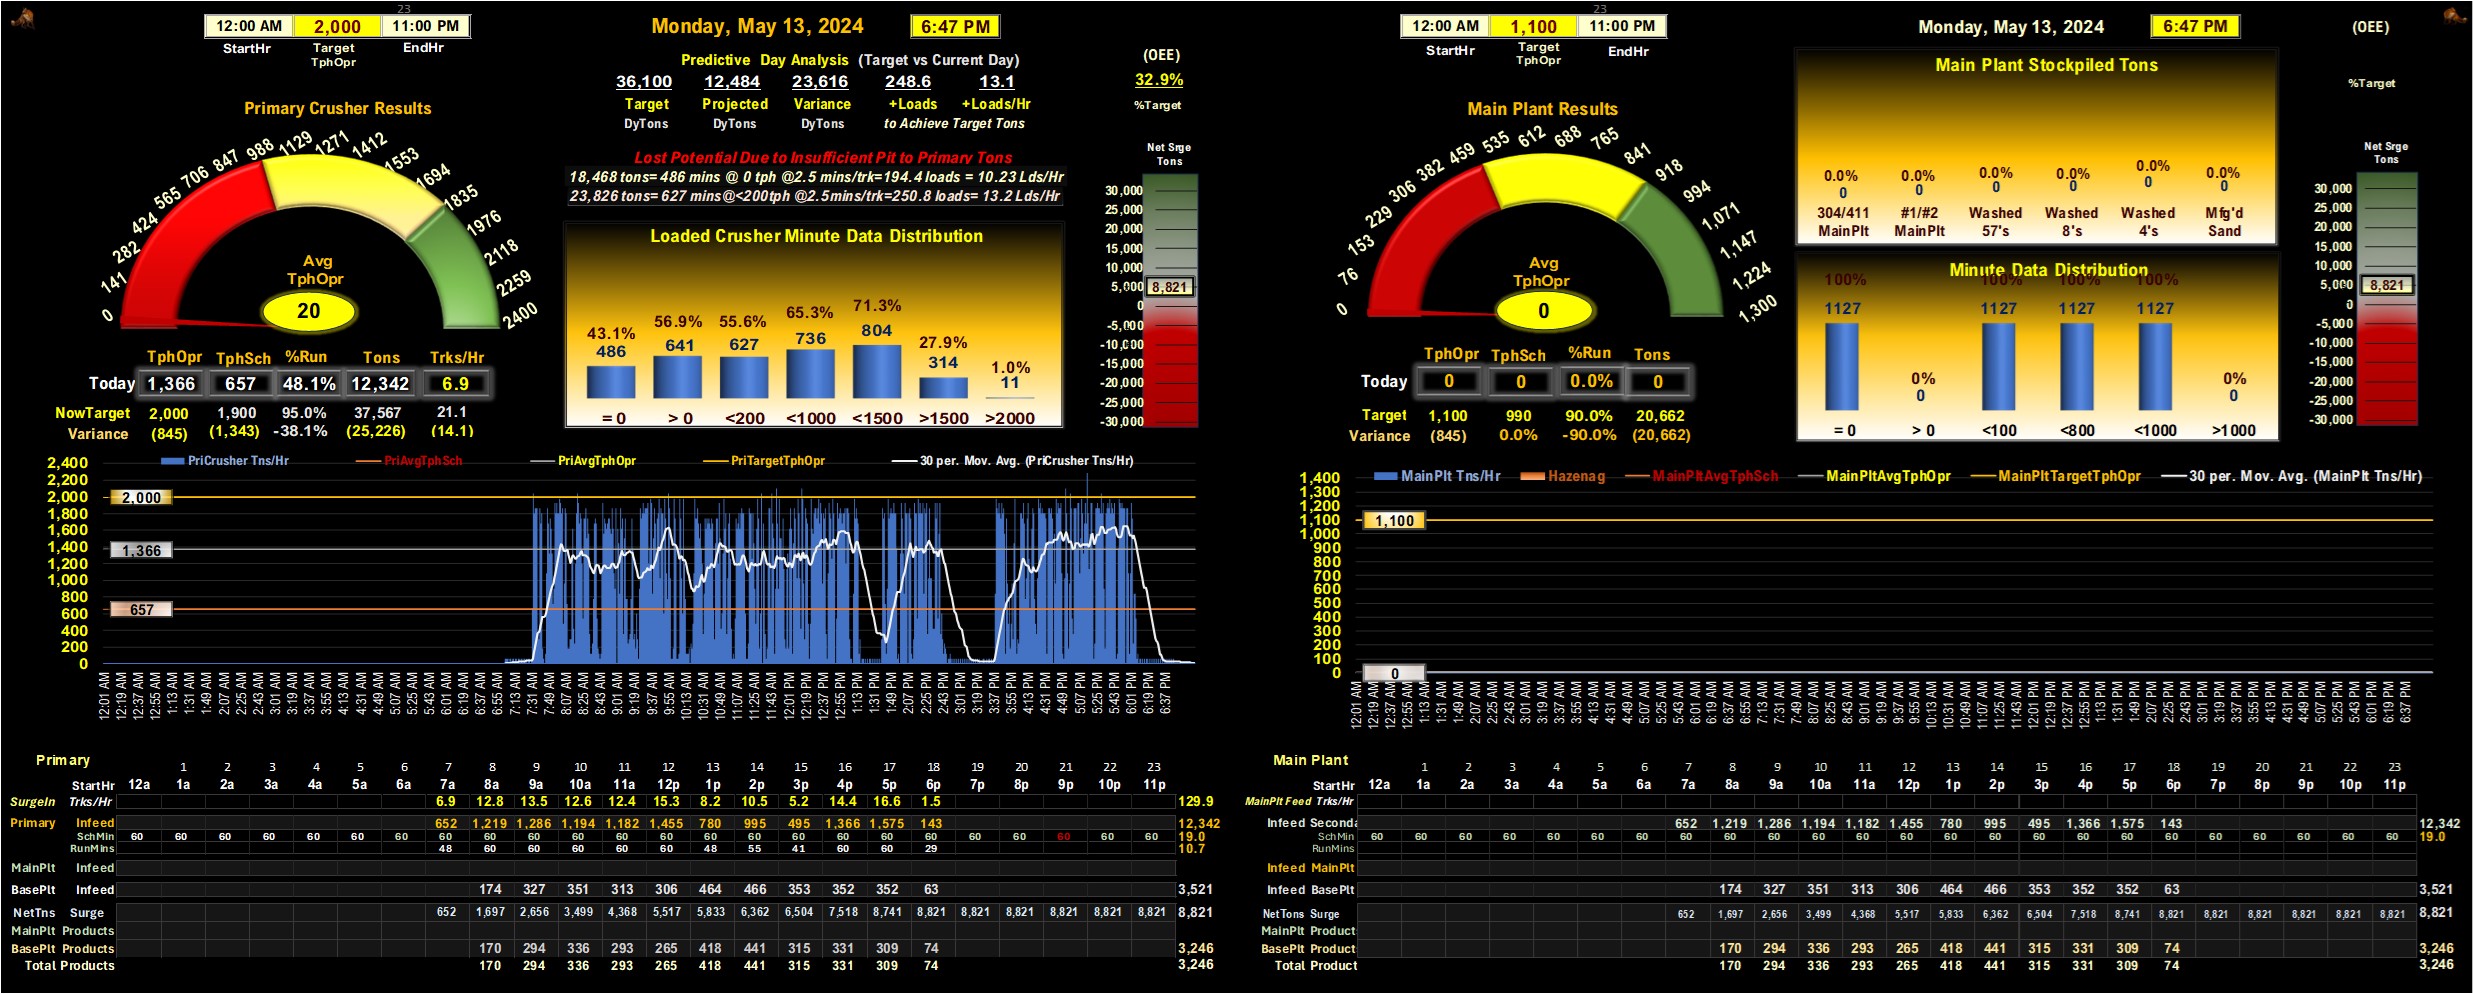 23
12:00 AM 2,000 11:00 PM
StartHr Target TphOpr EndHr
Monday, May 13, 2024 6:47 PM
Predictive Day Analysis (Target vs Current Day)
36,100 12,484 23,616 248.6 13.1
Target Projected Variance +Loads +Loads/Hr
DyTons DyTons DyTons to Achieve Target Tons
(OEE)
32.9%
%Target
Primary Crusher Results
0 141 282 424 565 706 847 988 1129 1271 1412 1553 1694 1835 1976 2118 2259 2400
Avg
TphOpr
20
Lost Potential Due to Insufficient Pit to Primary Tons
18,468 tons= 486 mins @ 0 tph @2.5 mins/trk=194.4 loads = 10.23 Lds/Hr
23,826 tons= 627 mins@<200tph @2.5mins/trk=250.8 loads= 13.2 Lds/Hr
Loaded Crusher Minute Data Distribution
43.1% 56.9% 55.6% 65.3% 71.3% 27.9% 1.0%
486 641 627 736 804 314 11
= 0 > 0 <200 <1000 <1500 >1500 >2000
Net Srge
Tons
30,000
25,000
20,000
15,000
10,000
5,000
0
-5,000
-10,000
-15,000
-20,000
-25,000
-30,000
8,821
TphOpr TphSch %Run Tons Trks/Hr
Today 1,366 657 48.1% 12,342 6.9
NowTarget 2,000 1,900 95.0% 37,567 21.1
Variance (845) (1,343) -38.1% (25,226) (14.1)
PriCrusher Tns/Hr PriAvgTphSch PriAvgTphOpr PriTargetTphOpr 30 per. Mov. Avg. (PriCrusher Tns/Hr)
2,400
2,200
2,000
1,800
1,600
1,400
1,200
1,000
800
600
400
200
0
2,000
1,366
657
12:01 AM 12:19 AM 12:37 AM 12:55 AM 1:13 AM 1:31 AM 1:49 AM 2:07 AM 2:25 AM 2:43 AM 3:01 AM 3:19 AM 3:37 AM 3:55 AM 4:13 AM 4:31 AM 4:49 AM 5:07 AM 5:25 AM 5:43 AM 6:01 AM 6:19 AM 6:37 AM 6:55 AM 7:13 AM 7:31 AM 7:49 AM 8:07 AM 8:25 AM 8:43 AM 9:01 AM 9:19 AM 9:37 AM 9:55 AM 10:13 AM 10:31 AM 10:49 AM 11:07 AM 11:25 AM 11:43 AM 12:01 PM 12:19 PM 12:37 PM 12:55 PM 1:13 PM 1:31 PM 1:49 PM 2:07 PM 2:25 PM 2:43 PM 3:01 PM 3:19 PM 3:37 PM 3:55 PM 4:13 PM 4:31 PM 4:49 PM 5:07 PM 5:25 PM 5:43 PM 6:01 PM 6:19 PM 6:37 PM
Primary 1 2 3 4 5 6 7 8 9 10 11 12 13 14 15 16 17 18 19 20 21 22 23
StartHr 12a 1a 2a 3a 4a 5a 6a 7a 8a 9a 10a 11a 12p 1p 2p 3p 4p 5p 6p 7p 8p 9p 10p 11p
SurgeIn Trks/Hr 6.9 12.8 13.5 12.6 12.4 15.3 8.2 10.5 5.2 14.4 16.6 1.5 129.9
Primary Infeed 652 1,219 1,286 1,194 1,182 1,455 780 995 495 1,366 1,575 143 12,342
SchMin 60 60 60 60 60 60 60 60 60 60 60 60 60 60 60 60 60 60 60 60 60 60 60 60 19.0
RunMins 48 60 60 60 60 60 48 55 41 60 60 29 10.7
MainPlt Infeed
BasePlt Infeed 174 327 351 313 306 464 466 353 352 352 63 3,521
NetTns Surge 652 1,697 2,656 3,499 4,368 5,517 5,833 6,362 6,504 7,518 8,741 8,821 8,821 8,821 8,821 8,821 8,821 8,821
MainPlt Products
BasePlt Products 170 294 336 293 265 418 441 315 331 309 74 3,246
Total Products 170 294 336 293 265 418 441 315 331 309 74 3,246
23
12:00 AM 1,100 11:00 PM
StartHr Target TphOpr EndHr
Monday, May 13, 2024 6:47 PM
(OEE)
%Target
Main Plant Results
0 76 153 229 306 382 459 535 612 688 765 841 918 994 1,071 1,147 1,224 1,300
Avg
TphOpr
0
Main Plant Stockpiled Tons
0.0% 0.0% 0.0% 0.0% 0.0% 0.0%
0 0 0 0 0 0
304/411 #1/#2 Washed Washed Washed Mfg'd
MainPlt MainPlt 57's 8's 4's Sand
Minute Data Distribution
100% 0% 100% 100% 100% 0%
1127 0 1127 1127 1127 0
= 0 > 0 <100 <800 <1000 >1000
Net Srge
Tons
30,000
25,000
20,000
15,000
10,000
5,000
0
-5,000
-10,000
-15,000
-20,000
-25,000
-30,000
8,821
TphOpr TphSch %Run Tons
Today 0 0 0.0% 0
Target 1,100 990 90.0% 20,662
Variance (845) 0.0% -90.0% (20,662)
MainPlt Tns/Hr Hazenag MainPltAvgTphSch MainPltAvgTphOpr MainPltTargetTphOpr 30 per. Mov. Avg. (MainPlt Tns/Hr)
1,400
1,300
1,200
1,100
1,000
900
800
700
600
500
400
300
200
100
0
1,100
0
12:01 AM 12:19 AM 12:37 AM 12:55 AM 1:13 AM 1:31 AM 1:49 AM 2:07 AM 2:25 AM 2:43 AM 3:01 AM 3:19 AM 3:37 AM 3:55 AM 4:13 AM 4:31 AM 4:49 AM 5:07 AM 5:25 AM 5:43 AM 6:01 AM 6:19 AM 6:37 AM 6:55 AM 7:13 AM 7:31 AM 7:49 AM 8:07 AM 8:25 AM 8:43 AM 9:01 AM 9:19 AM 9:37 AM 9:55 AM 10:13 AM 10:31 AM 10:49 AM 11:07 AM 11:25 AM 11:43 AM 12:01 PM 12:19 PM 12:37 PM 12:55 PM 1:13 PM 1:31 PM 1:49 PM 2:07 PM 2:25 PM 2:43 PM 3:01 PM 3:19 PM 3:37 PM 3:55 PM 4:13 PM 4:31 PM 4:49 PM 5:07 PM 5:25 PM 5:43 PM 6:01 PM 6:19 PM 6:37 PM
Main Plant 1 2 3 4 5 6 7 8 9 10 11 12 13 14 15 16 17 18 19 20 21 22 23
StartHr 12a 1a 2a 3a 4a 5a 6a 7a 8a 9a 10a 11a 12p 1p 2p 3p 4p 5p 6p 7p 8p 9p 10p 11p
MainPlt Feed Trks/Hr
Infeed Seconda 652 1,219 1,286 1,194 1,182 1,455 780 995 495 1,366 1,575 143 12,342
SchMin 60 60 60 60 60 60 60 60 60 60 60 60 60 60 60 60 60 60 60 60 60 60 60 60 19.0
RunMins
Infeed MainPlt
Infeed BasePlt 174 327 351 313 306 464 466 353 352 352 63 3,521
NetTons Surge 652 1,697 2,656 3,499 4,368 5,517 5,833 6,362 6,504 7,518 8,741 8,821 8,821 8,821 8,821 8,821 8,821 8,821
MainPlt Product
BasePlt Product 170 294 336 293 265 418 441 315 331 309 74 3,246
Total Product 170 294 336 293 265 418 441 315 331 309 74 3,246